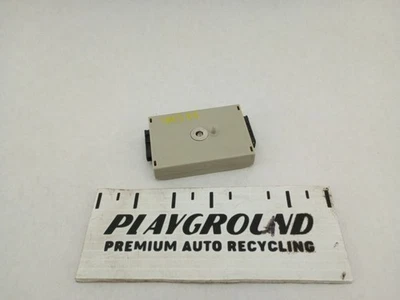 PLAYGROUND
PREMIUM AUTO RECYCLING